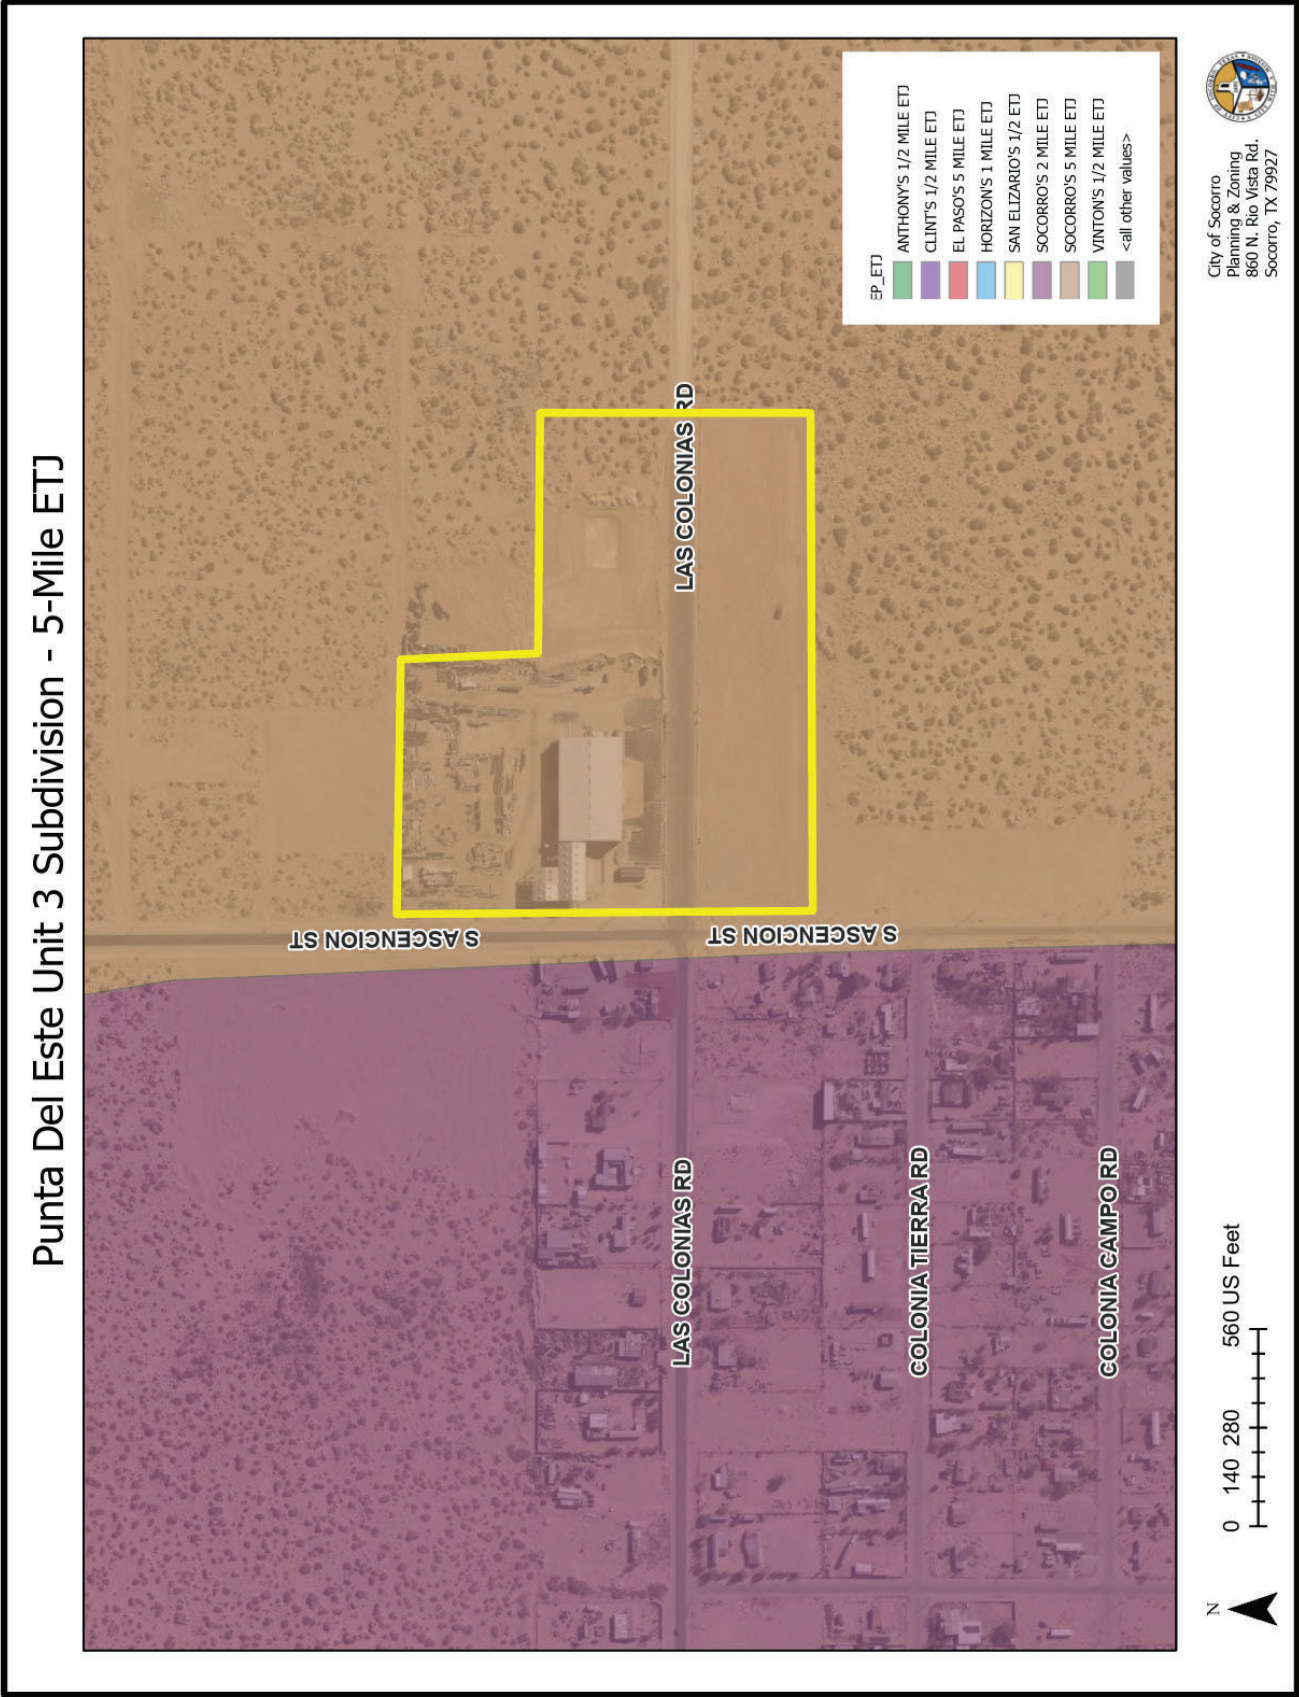 Punta Del Este Unit 3 Subdivision - 5-Mile ETJ
S ASCENCION ST
S ASCENCION ST
LAS COLONIAS RD
LAS COLONIAS RD
COLONIA TIERRA RD
COLONIA CAMPO RD
EP_ETJ
ANTHONY'S 1/2 MILE ETJ
CLINT'S 1/2 MILE ETJ
EL PASO'S 5 MILE ETJ
HORIZON'S 1 MILE ETJ
SAN ELIZARIO'S 1/2 ETJ
SOCORRO'S 2 MILE ETJ
SOCORRO'S 5 MILE ETJ
VINTON'S 1/2 MILE ETJ
<all other values>
N
0 140 280 560 US Feet
City of Socorro
Planning & Zoning
860 N. Rio Vista Rd.
Socorro, TX 79927